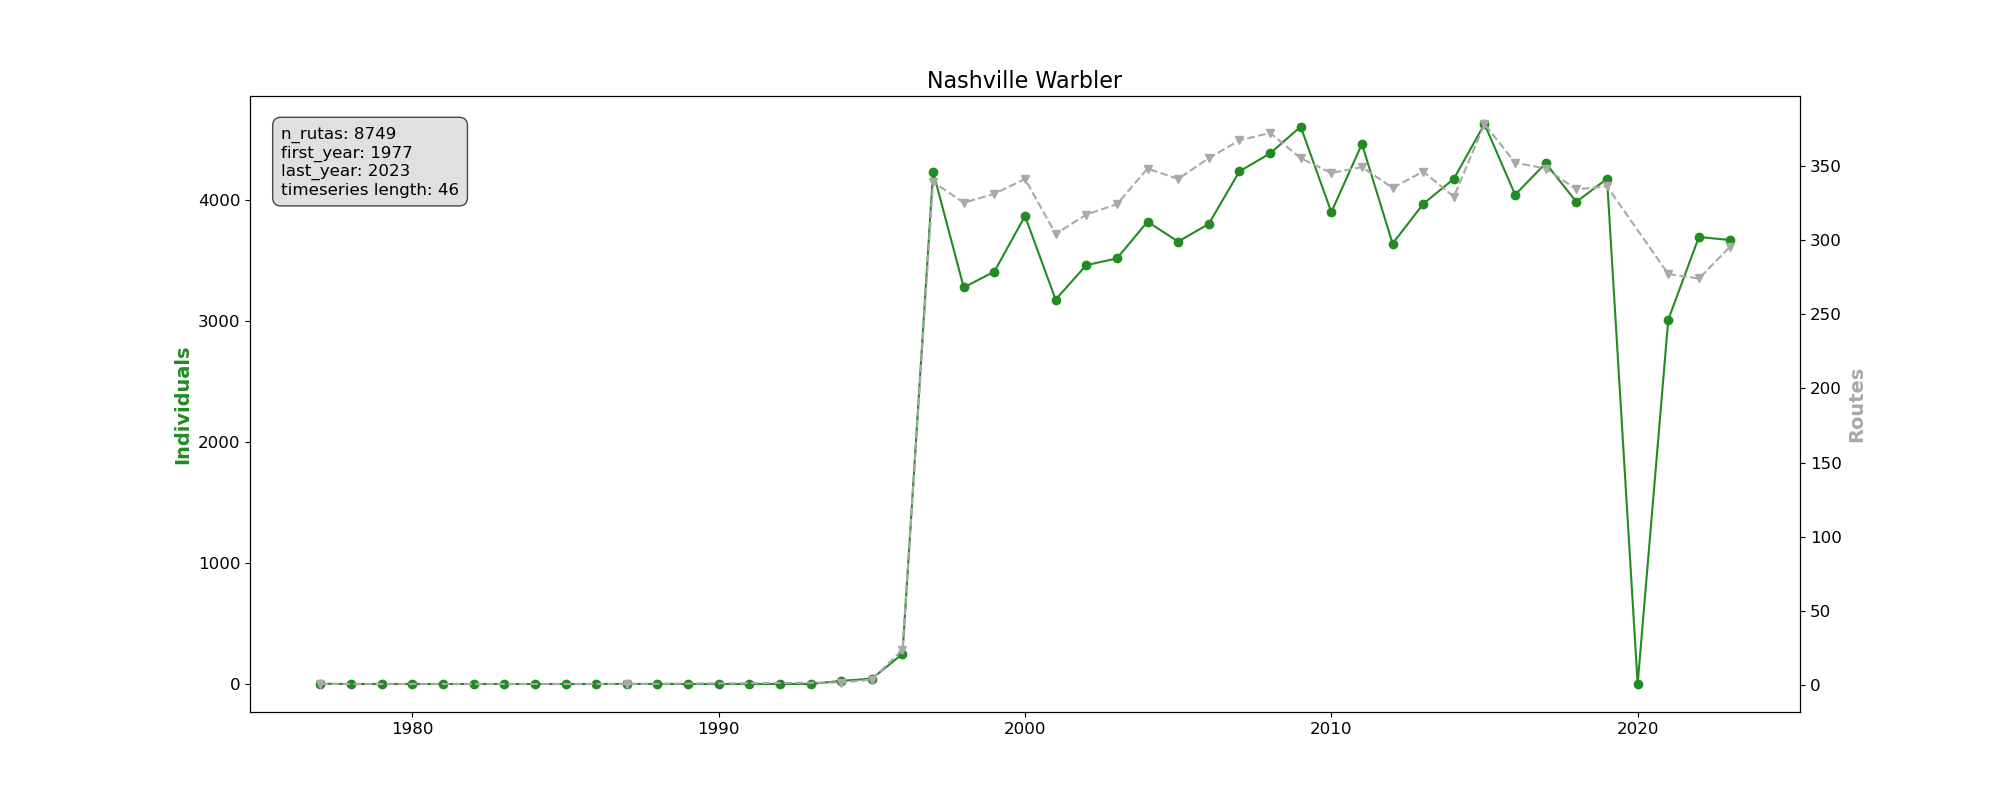 Nashville Warbler
n_rutas: 8749
first_year: 1977
last_year: 2023
timeseries length: 46
Individuals
4000
3000
2000
1000
0
Routes
350
300
250
200
150
100
50
0
1980
1990
2000
2010
2020